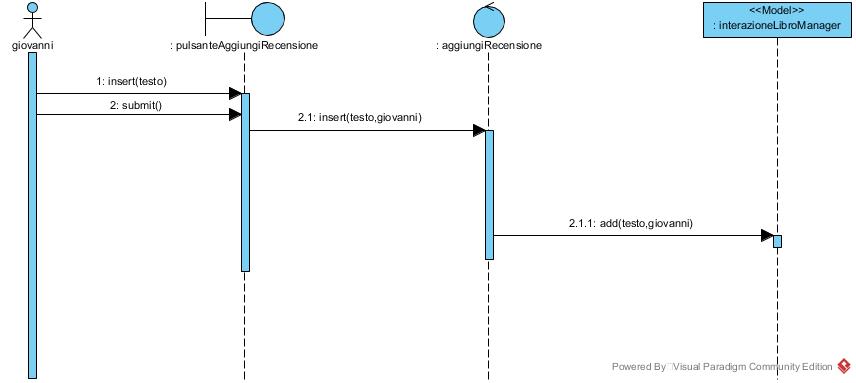 <<Model>>
: interazioneLibroManager
giovanni
: pulsanteAggiungiRecensione
: aggiungiRecensione
1: insert(testo)
2: submit()
2.1: insert(testo,giovanni)
2.1.1: add(testo,giovanni)
Powered By Visual Paradigm Community Edition